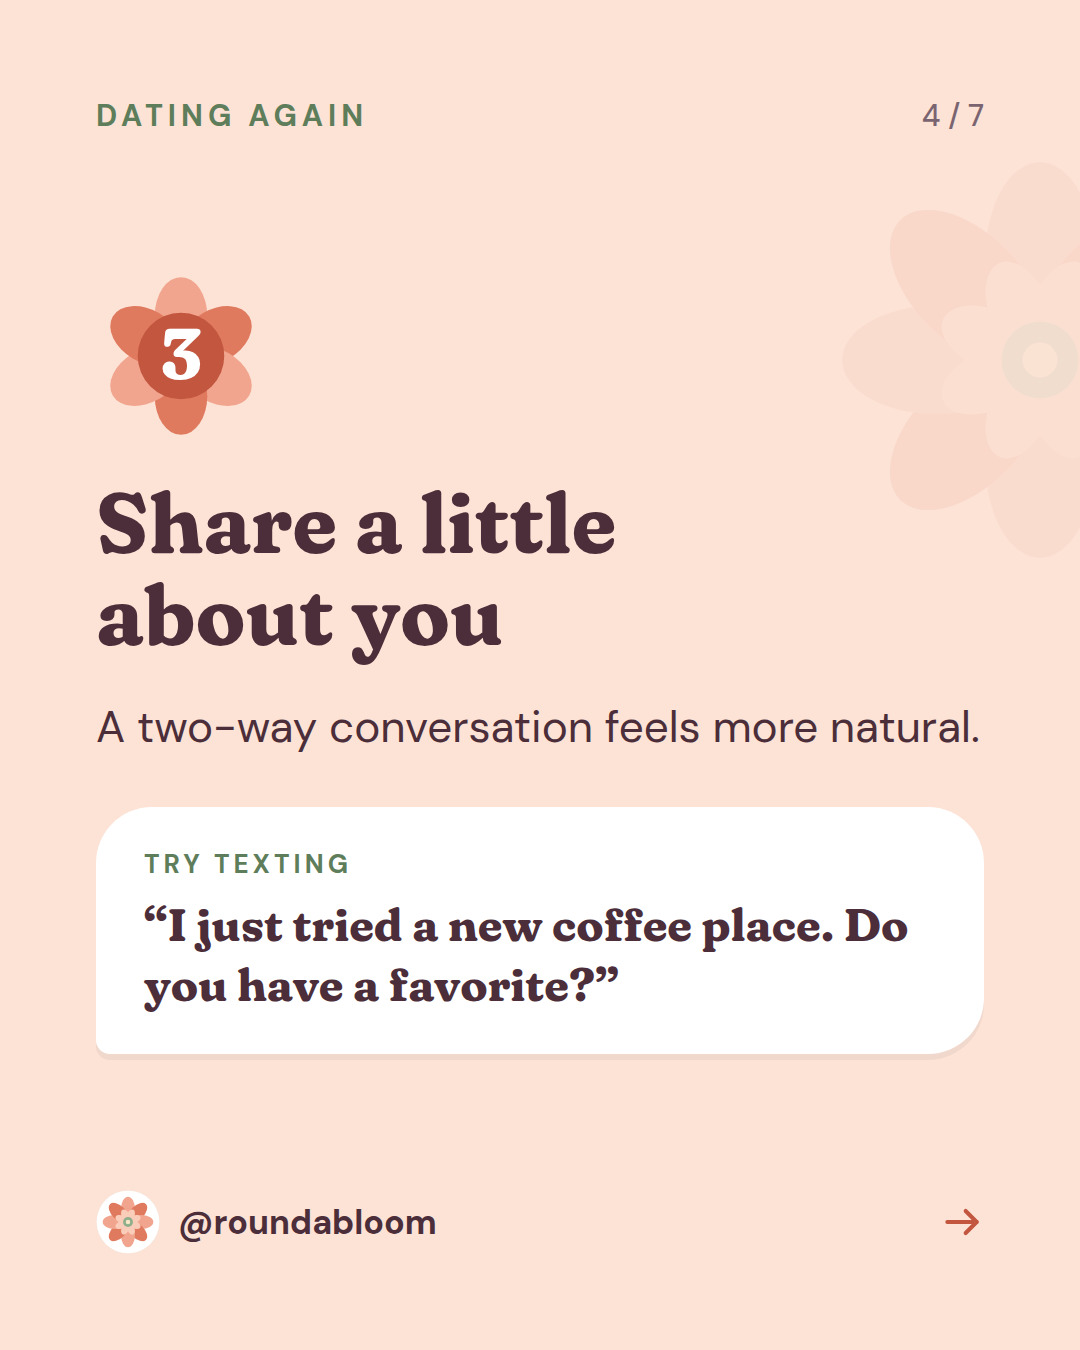 DATING AGAIN
4 / 7
3
Share a little
about you
A two-way conversation feels more natural.
TRY TEXTING
“I just tried a new coffee place. Do
you have a favorite?”
@roundabloom